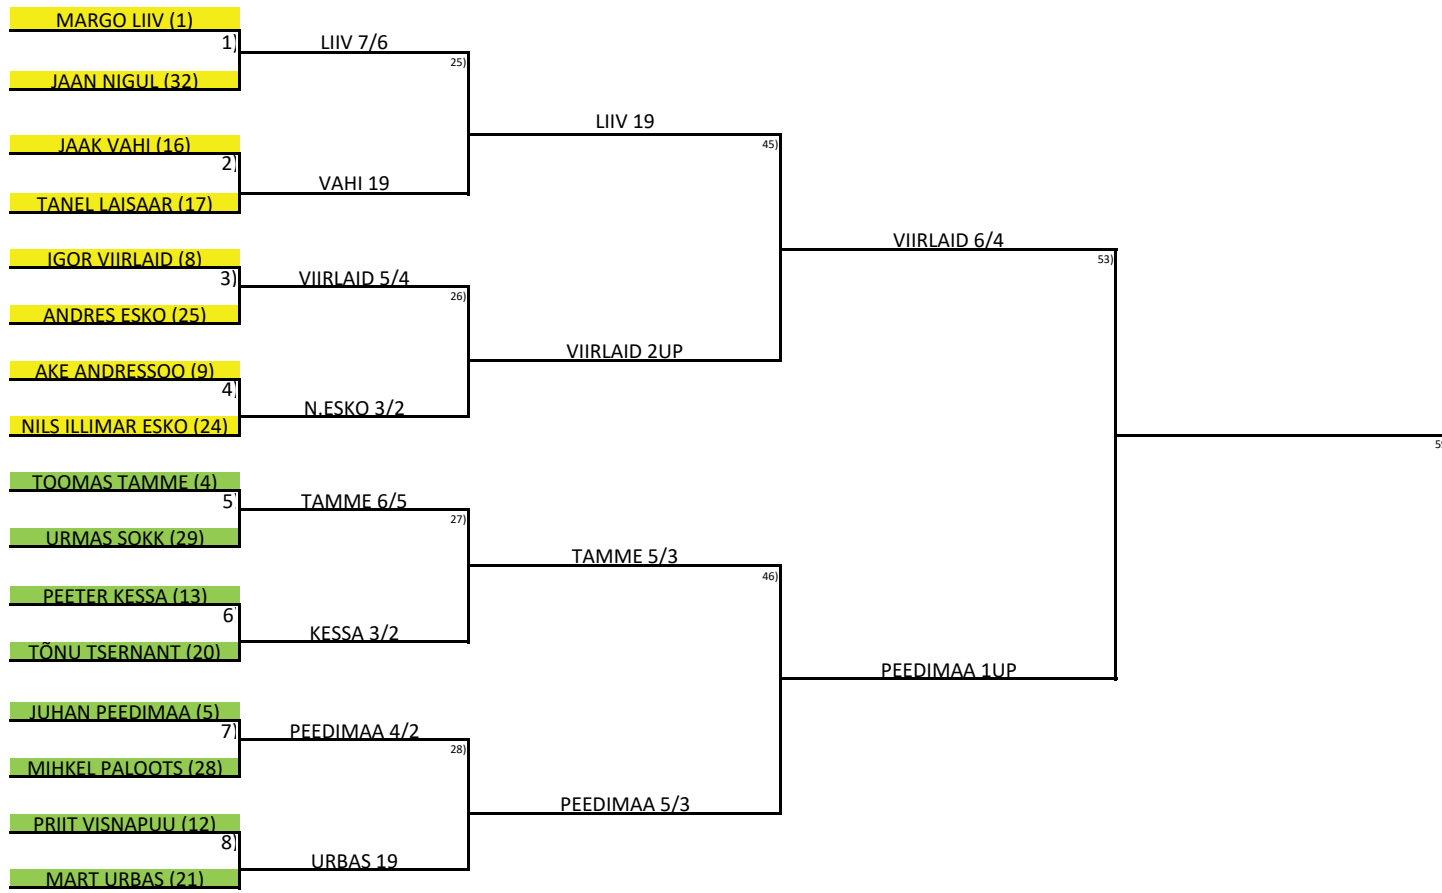 MARGO LIIV (1)
1)
LIIV 7/6
25)
JAAN NIGUL (32)
LIIV 19
45)
JAAK VAHI (16)
2)
VAHI 19
TANEL LAISAAR (17)
VIIRLAID 6/4
53)
IGOR VIIRLAID (8)
3)
VIIRLAID 5/4
26)
ANDRES ESKO (25)
VIIRLAID 2UP
AKE ANDRESSOO (9)
4)
N.ESKO 3/2
NILS ILLIMAR ESKO (24)
TOOMAS TAMME (4)
5)
TAMME 6/5
27)
URMAS SOKK (29)
TAMME 5/3
46)
PEETER KESSA (13)
6)
KESSA 3/2
TÕNU TSERNANT (20)
PEEDIMAA 1UP
JUHAN PEEDIMAA (5)
7)
PEEDIMAA 4/2
28)
MIHKEL PALOOTS (28)
PEEDIMAA 5/3
PRIIT VISNAPUU (12)
8)
URBAS 19
MART URBAS (21)